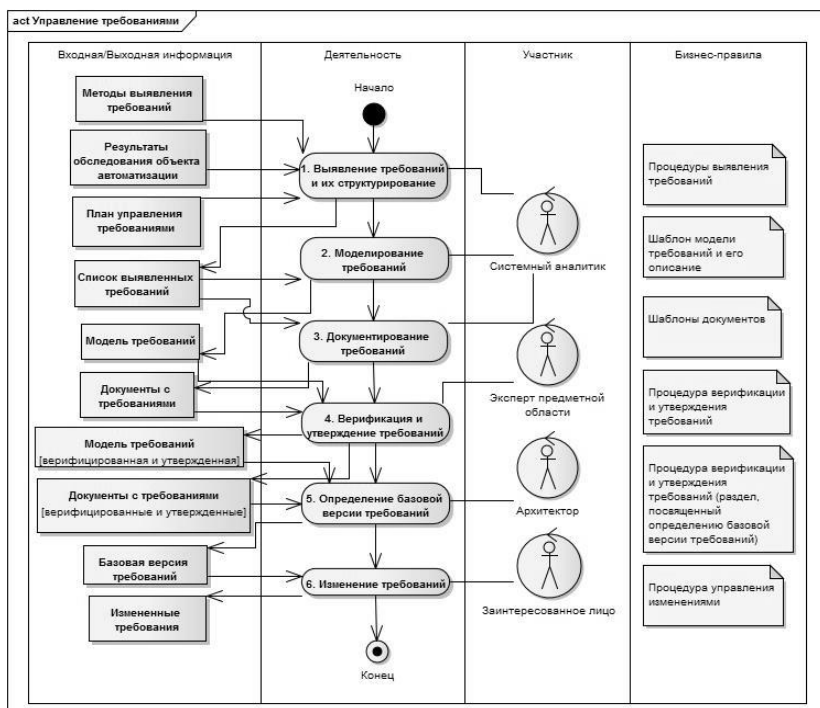 act Управление требованиями
Входная/Выходная информация
Деятельность
Участник
Бизнес-правила
Методы выявления
требований
Результаты
обследования объекта
автоматизации
План управления
требованиями
Список выявленных
требований
Модель требований
Документы с
требованиями
Модель требований
[верифицированная и утвержденная]
Документы с требованиями
[верифицированные и утвержденные]
Базовая версия
требований
Измененные
требования
Начало
1. Выявление требований
и их структурирование
2. Моделирование
требований
3. Документирование
требований
4. Верификация и
утверждение требований
5. Определение базовой
версии требований
6. Изменение требований
Конец
Системный аналитик
Эксперт предметной
области
Архитектор
Заинтересованное лицо
Процедуры выявления
требований
Шаблон модели
требований и его
описание
Шаблоны документов
Процедура верификации
и утверждения
требований
Процедура верификации
и утверждения
требований (раздел,
посвященный
определению базовой
версии требований)
Процедура управления
изменениями